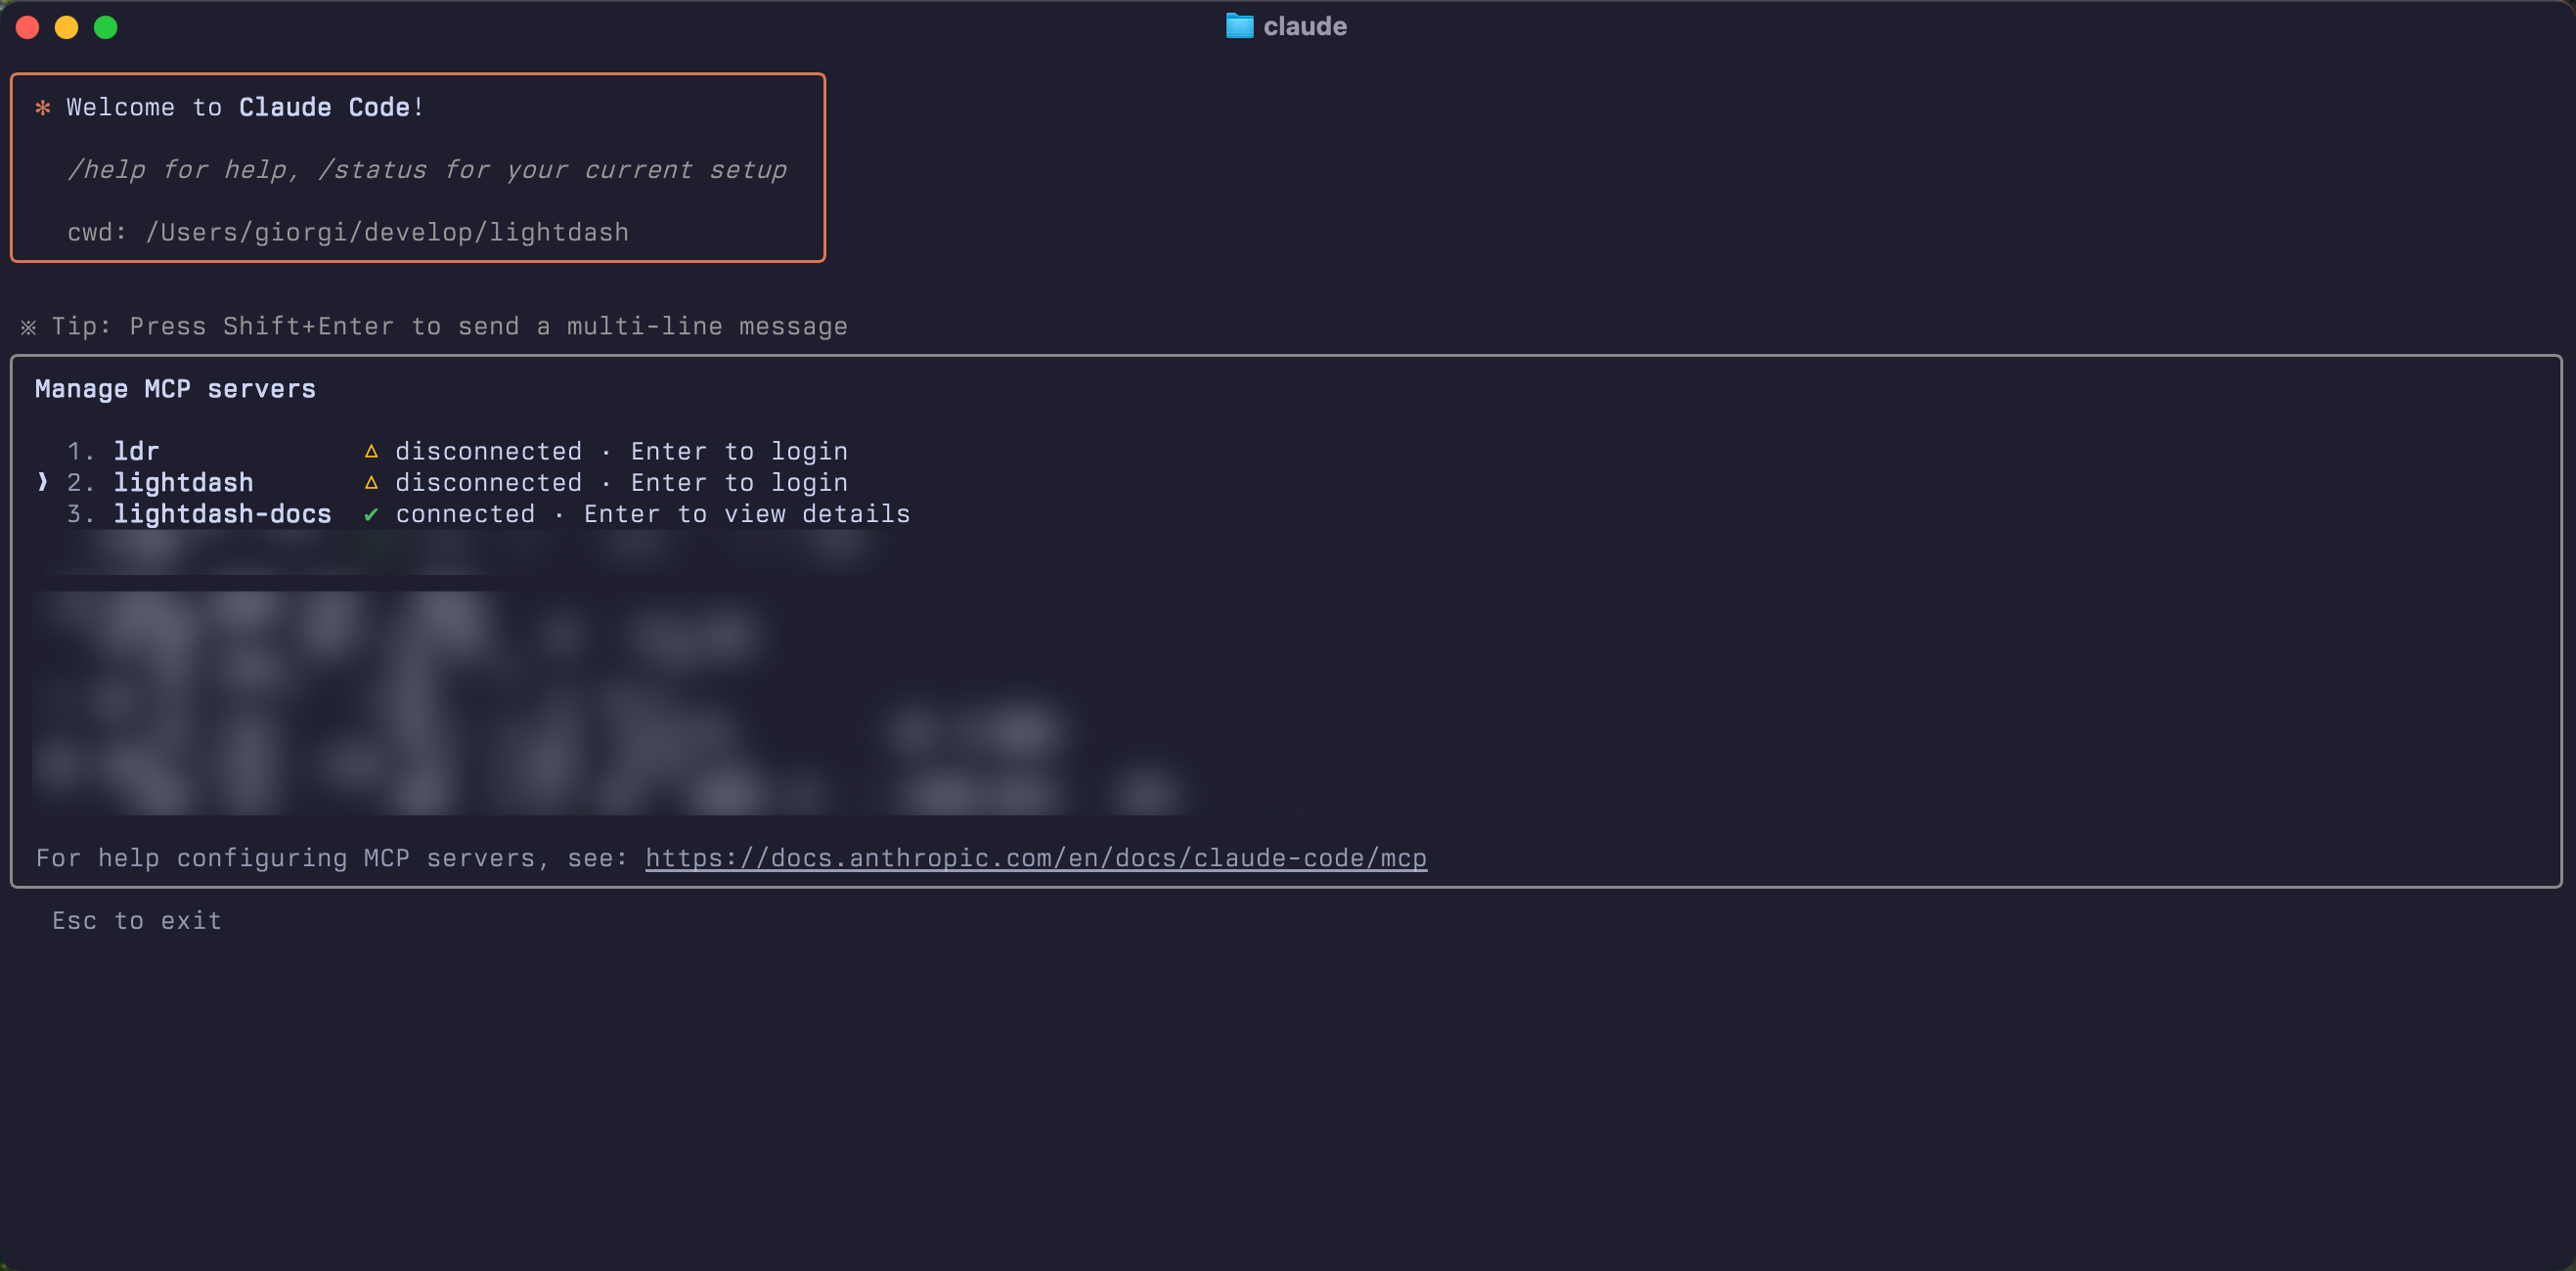 claude
✻ Welcome to Claude Code!
/help for help, /status for your current setup
cwd: /Users/giorgi/develop/lightdash
※ Tip: Press Shift+Enter to send a multi-line message
Manage MCP servers
1. ldr △ disconnected · Enter to login
❯ 2. lightdash △ disconnected · Enter to login
3. lightdash-docs ✔ connected · Enter to view details
For help configuring MCP servers, see: https://docs.anthropic.com/en/docs/claude-code/mcp
Esc to exit